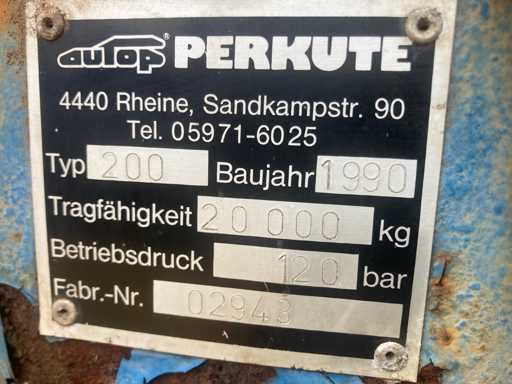 autop® PERKUTE
4440 Rheine, Sandkampstr. 90
Tel. 05971-6025
Typ 200 Baujahr 1990
Tragfähigkeit 20 000 kg
Betriebsdruck 120 bar
Fabr.-Nr. 02943